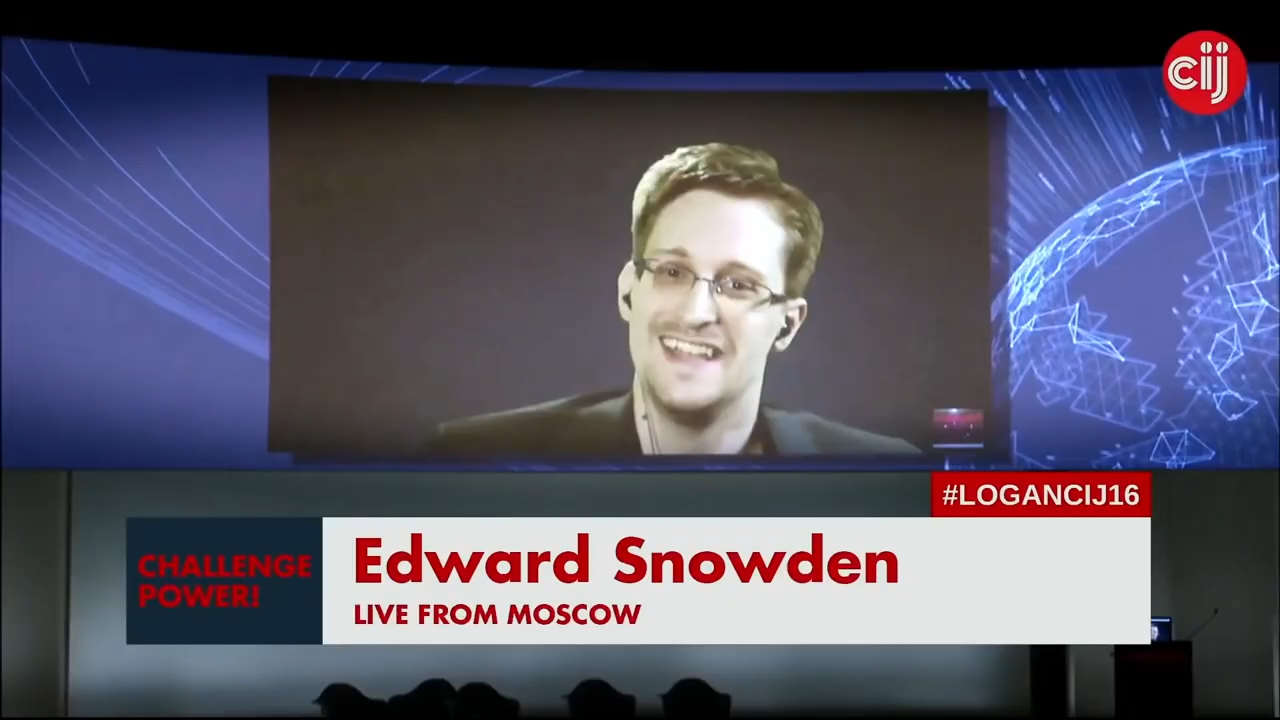 cij
#LOGANCIJ16
CHALLENGE
POWER!
Edward Snowden
LIVE FROM MOSCOW